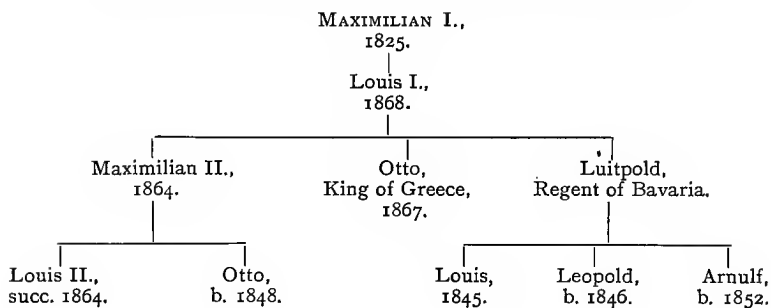 MAXIMILIAN I.,
1825.
Louis I.,
1868.
Maximilian II.,
1864.
Otto,
King of Greece,
1867.
Luitpold,
Regent of Bavaria.
Louis II.,
succ. 1864.
Otto,
b. 1848.
Louis,
1845.
Leopold,
b. 1846.
Arnulf,
b. 1852.